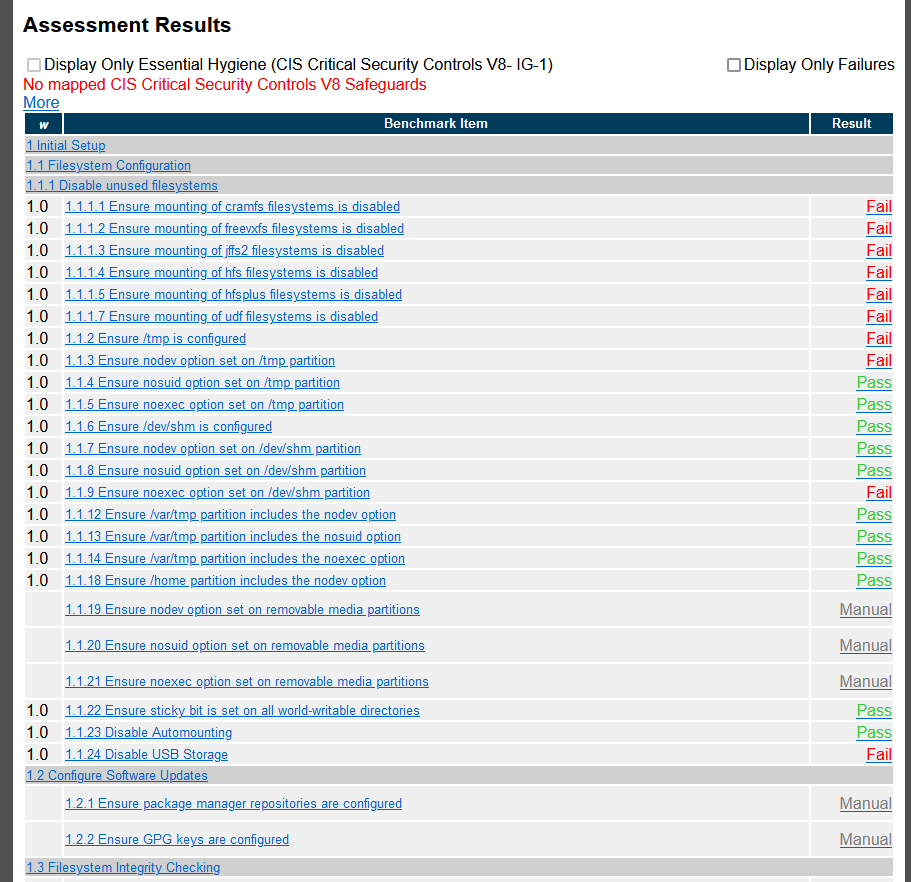 Assessment Results
Display Only Essential Hygiene (CIS Critical Security Controls V8- IG-1) Display Only Failures
No mapped CIS Critical Security Controls V8 Safeguards
More
w Benchmark Item Result
1 Initial Setup
1.1 Filesystem Configuration
1.1.1 Disable unused filesystems
1.0 1.1.1.1 Ensure mounting of cramfs filesystems is disabled Fail
1.0 1.1.1.2 Ensure mounting of freevxfs filesystems is disabled Fail
1.0 1.1.1.3 Ensure mounting of jffs2 filesystems is disabled Fail
1.0 1.1.1.4 Ensure mounting of hfs filesystems is disabled Fail
1.0 1.1.1.5 Ensure mounting of hfsplus filesystems is disabled Fail
1.0 1.1.1.7 Ensure mounting of udf filesystems is disabled Fail
1.0 1.1.2 Ensure /tmp is configured Fail
1.0 1.1.3 Ensure nodev option set on /tmp partition Fail
1.0 1.1.4 Ensure nosuid option set on /tmp partition Pass
1.0 1.1.5 Ensure noexec option set on /tmp partition Pass
1.0 1.1.6 Ensure /dev/shm is configured Pass
1.0 1.1.7 Ensure nodev option set on /dev/shm partition Pass
1.0 1.1.8 Ensure nosuid option set on /dev/shm partition Pass
1.0 1.1.9 Ensure noexec option set on /dev/shm partition Fail
1.0 1.1.12 Ensure /var/tmp partition includes the nodev option Pass
1.0 1.1.13 Ensure /var/tmp partition includes the nosuid option Pass
1.0 1.1.14 Ensure /var/tmp partition includes the noexec option Pass
1.0 1.1.18 Ensure /home partition includes the nodev option Pass
1.1.19 Ensure nodev option set on removable media partitions Manual
1.1.20 Ensure nosuid option set on removable media partitions Manual
1.1.21 Ensure noexec option set on removable media partitions Manual
1.0 1.1.22 Ensure sticky bit is set on all world-writable directories Pass
1.0 1.1.23 Disable Automounting Pass
1.0 1.1.24 Disable USB Storage Fail
1.2 Configure Software Updates
1.2.1 Ensure package manager repositories are configured Manual
1.2.2 Ensure GPG keys are configured Manual
1.3 Filesystem Integrity Checking